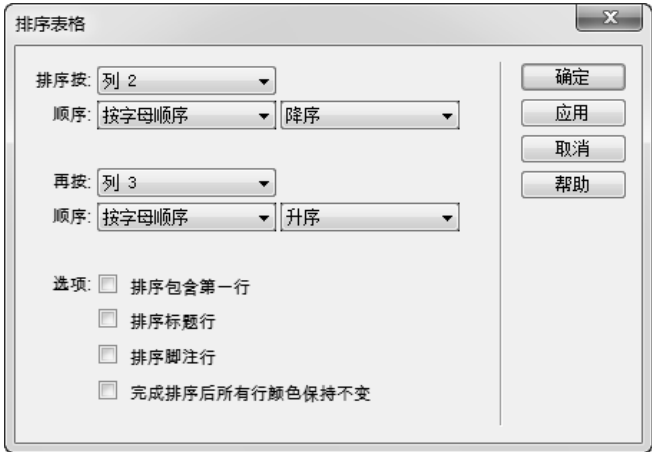 排序表格
排序按: 列 2
顺序: 按字母顺序 降序
再按: 列 3
顺序: 按字母顺序 升序
选项: 排序包含第一行
排序标题行
排序脚注行
完成排序后所有行颜色保持不变
确定
应用
取消
帮助